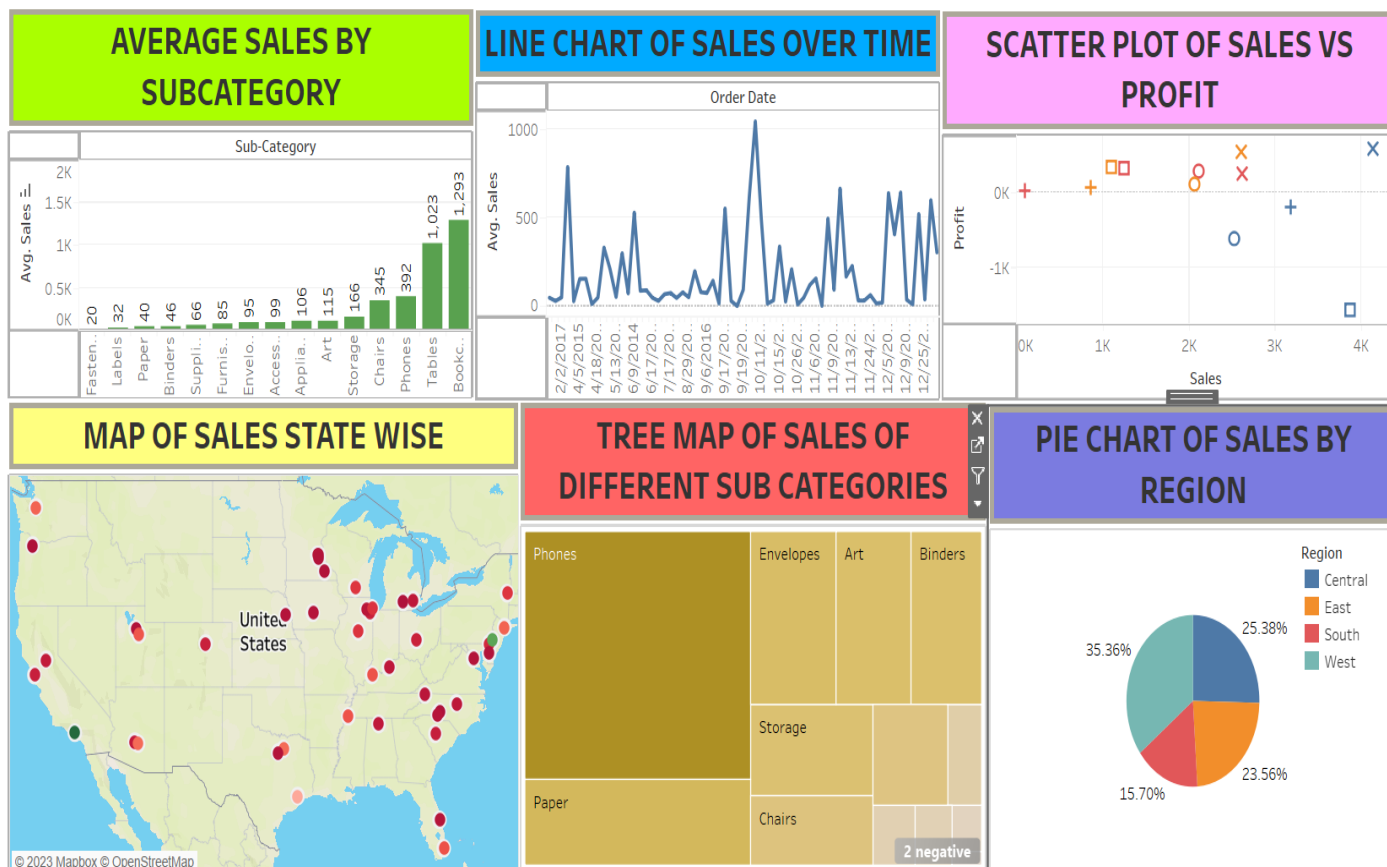 AVERAGE SALES BY
SUBCATEGORY
Sub-Category
Avg. Sales
2K
1.5K
1K
0.5K
0K
20
32
40
46
66
85
95
99
106
115
166
345
392
1,023
1,293
Fasten..
Labels
Paper
Binders
Suppli..
Furnis..
Envelo..
Access..
Applia..
Art
Storage
Chairs
Phones
Tables
Bookc..
LINE CHART OF SALES OVER TIME
Order Date
Avg. Sales
1000
500
0
2/2/2017
4/5/2015
4/18/20..
5/13/20..
6/9/2014
6/17/20..
7/17/20..
8/29/20..
9/6/2016
9/17/20..
9/19/20..
10/11/2..
10/15/2..
10/26/2..
11/6/20..
11/9/20..
11/13/2..
11/24/2..
12/5/20..
12/9/20..
12/25/2..
SCATTER PLOT OF SALES VS
PROFIT
Profit
0K
-1K
0K
1K
2K
3K
4K
Sales
MAP OF SALES STATE WISE
United
States
© 2023 Mapbox © OpenStreetMap
TREE MAP OF SALES OF
DIFFERENT SUB CATEGORIES
Phones
Envelopes
Art
Binders
Storage
Paper
Chairs
2 negative
PIE CHART OF SALES BY
REGION
Region
Central
East
South
West
25.38%
35.36%
23.56%
15.70%